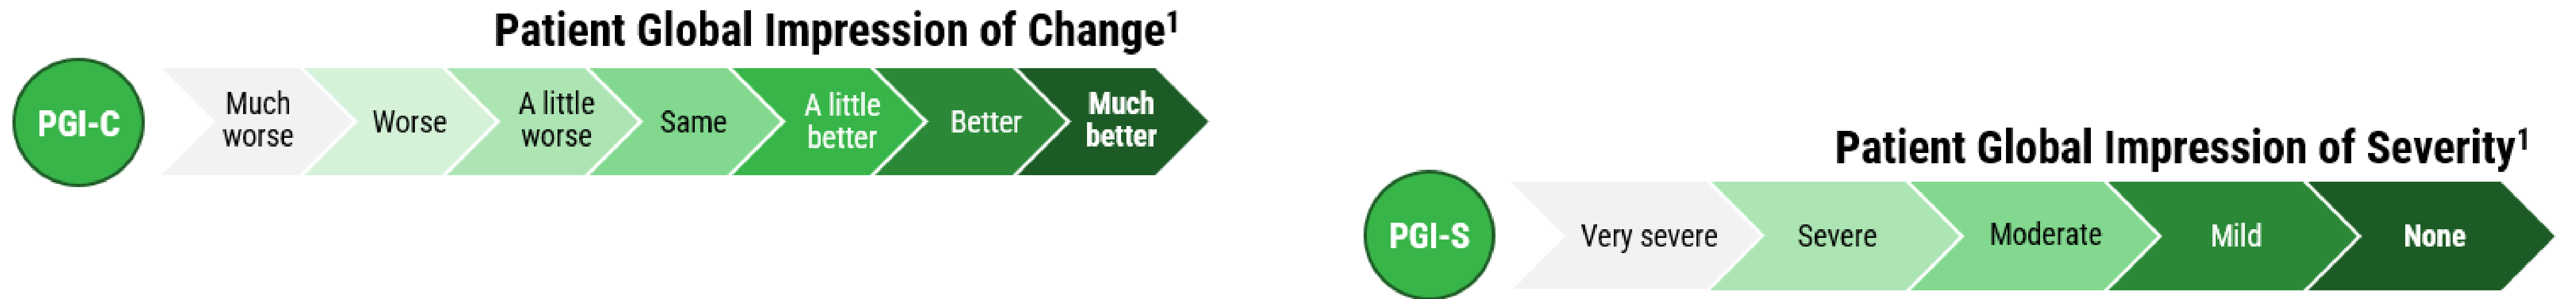 Patient Global Impression of Change¹
PGI-C
Much
worse
Worse
A little
worse
Same
A little
better
Better
Much
better
Patient Global Impression of Severity¹
PGI-S
Very severe
Severe
Moderate
Mild
None